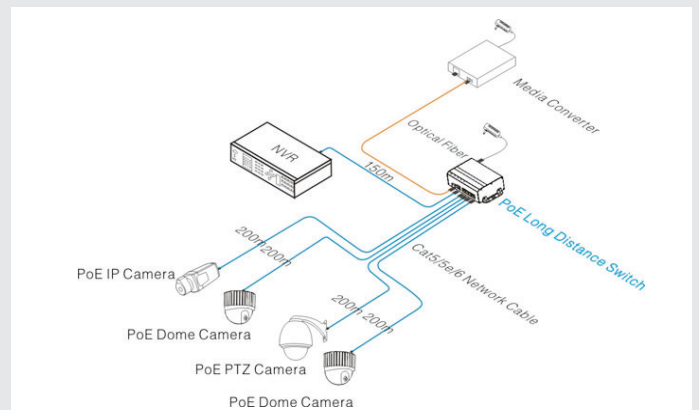 Media Converter
Optical Fiber
NVR
150m
PoE Long Distance Switch
200m 200m
Cat5/5e/6 Network Cable
PoE IP Camera
200m 200m
PoE Dome Camera
PoE PTZ Camera
PoE Dome Camera